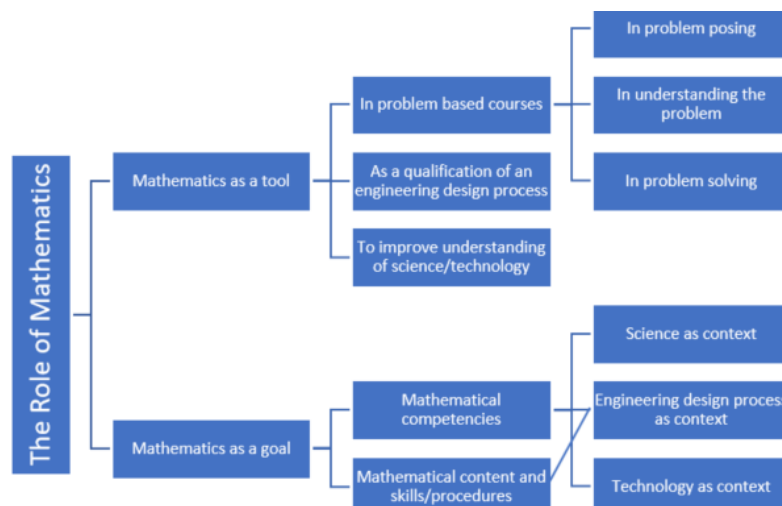 The Role of Mathematics
Mathematics as a tool
In problem based courses
In problem posing
In understanding the
problem
In problem solving
As a qualification of an
engineering design process
To improve understanding
of science/technology
Mathematics as a goal
Mathematical
competencies
Science as context
Engineering design process
as context
Technology as context
Mathematical content and
skills/procedures